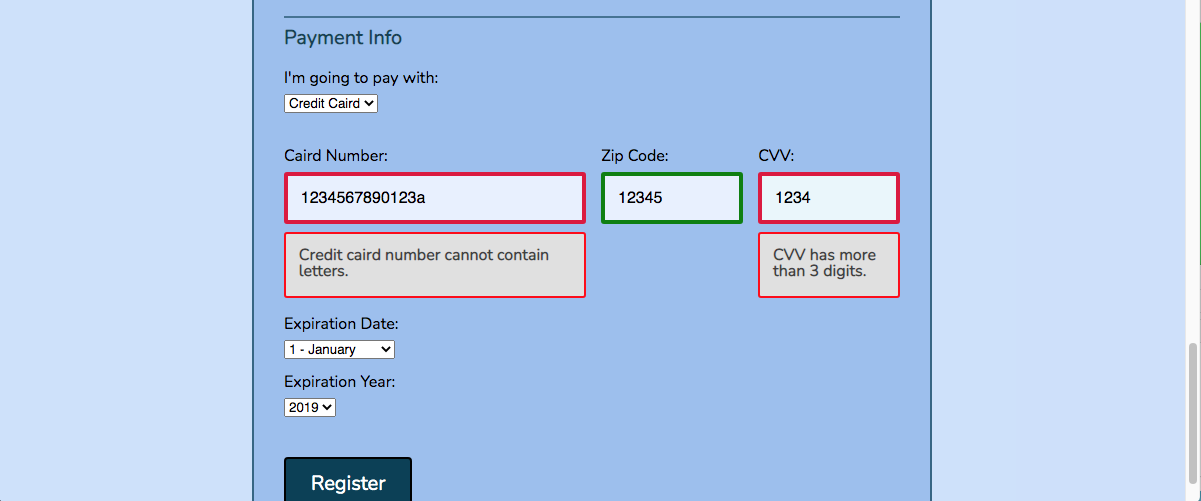 Payment Info
I'm going to pay with:
Credit Caird
Caird Number:
Zip Code:
CVV:
1234567890123a
12345
1234
Credit caird number cannot contain
letters.
CVV has more
than 3 digits.
Expiration Date:
1 - January
Expiration Year:
2019
Register